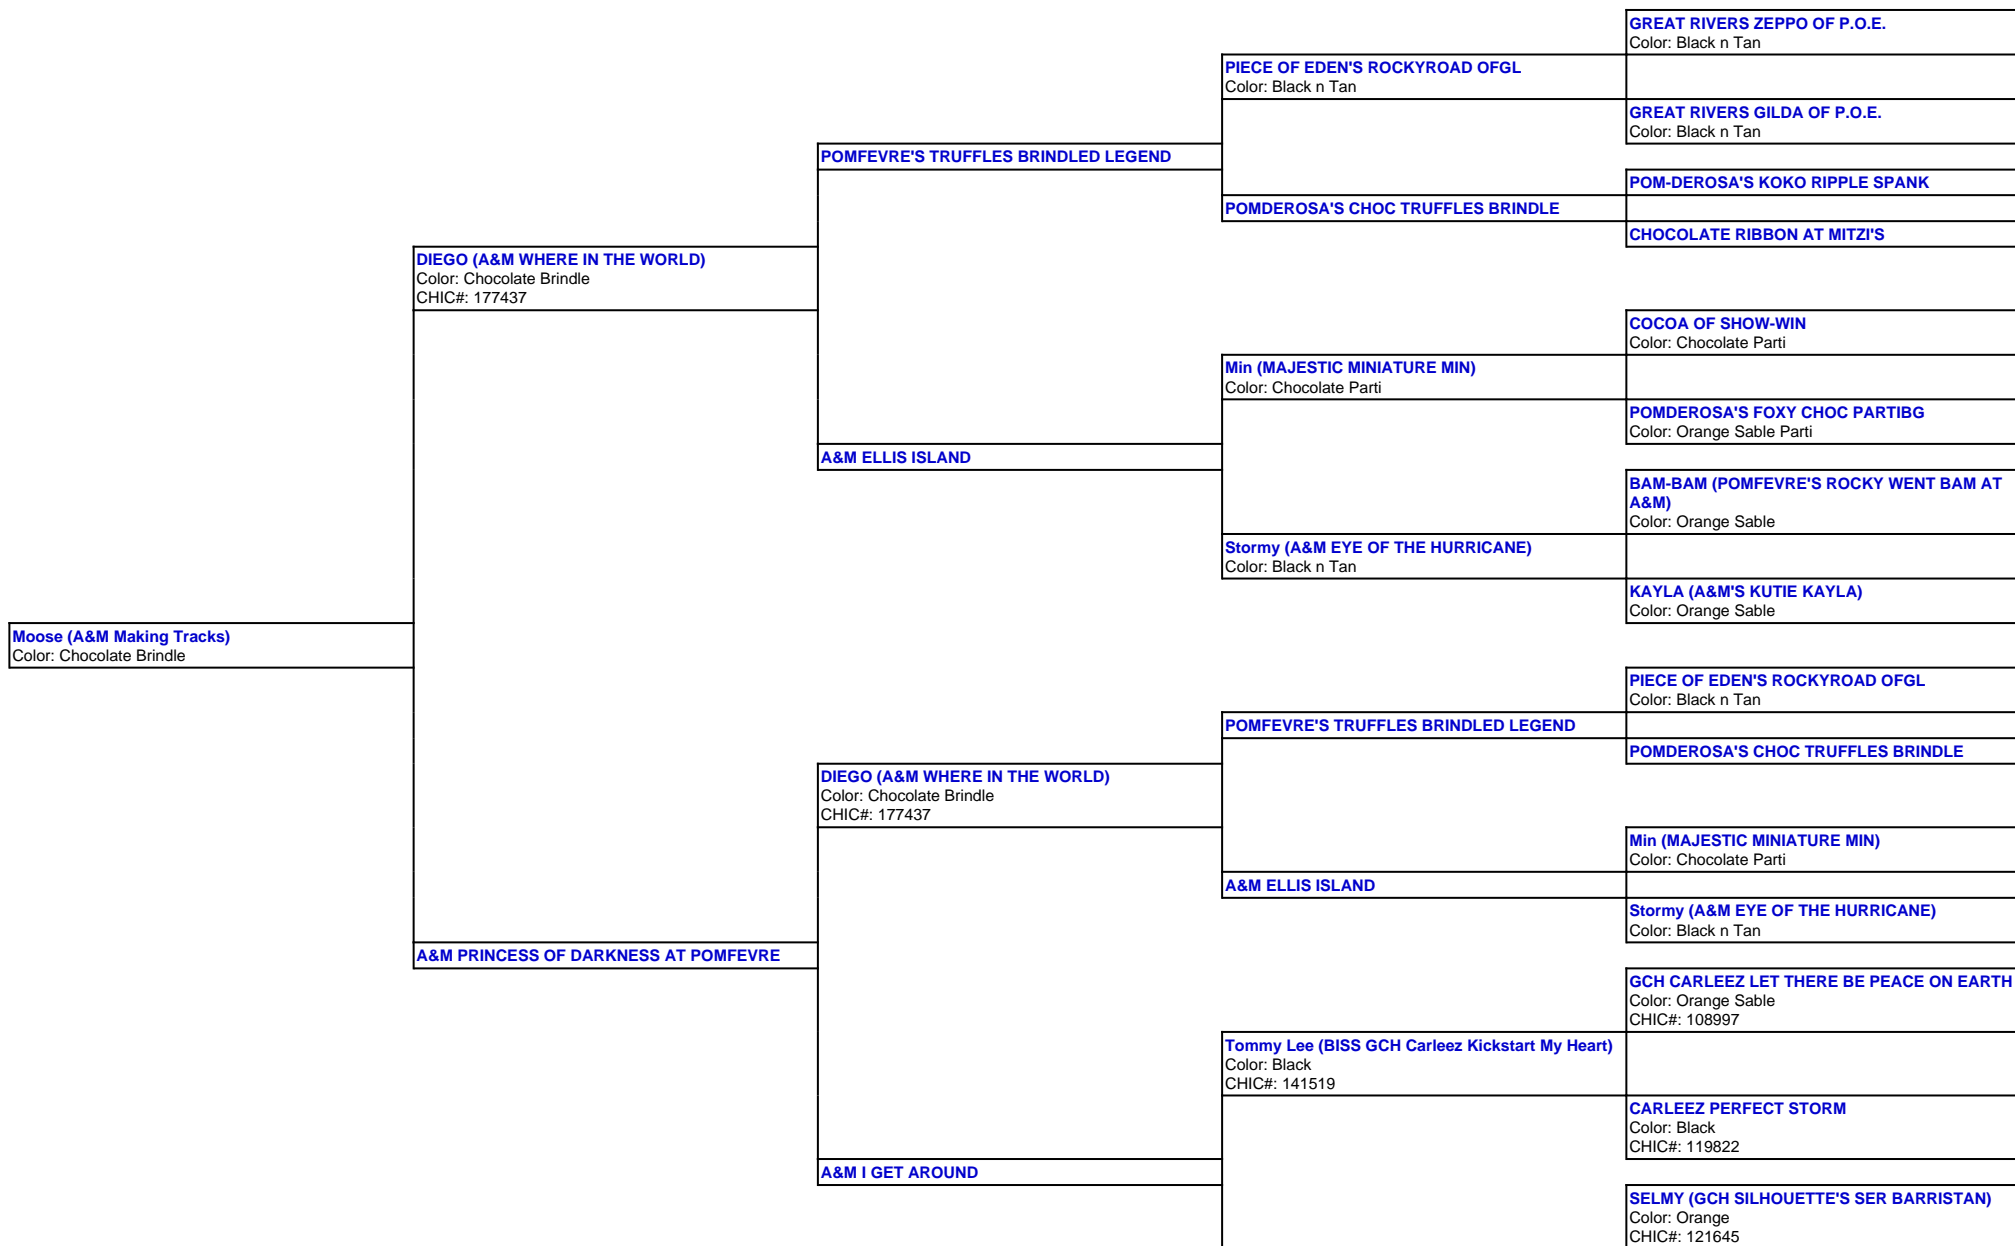 GREAT RIVERS ZEPPO OF P.O.E.
Color: Black n Tan
PIECE OF EDEN'S ROCKYROAD OFGL
Color: Black n Tan
GREAT RIVERS GILDA OF P.O.E.
Color: Black n Tan
POMFEVRE'S TRUFFLES BRINDLED LEGEND
POM-DEROSA'S KOKO RIPPLE SPANK
POMDEROSA'S CHOC TRUFFLES BRINDLE
CHOCOLATE RIBBON AT MITZI'S
DIEGO (A&M WHERE IN THE WORLD)
Color: Chocolate Brindle
CHIC#: 177437
COCOA OF SHOW-WIN
Color: Chocolate Parti
Min (MAJESTIC MINIATURE MIN)
Color: Chocolate Parti
POMDEROSA'S FOXY CHOC PARTIBG
Color: Orange Sable Parti
A&M ELLIS ISLAND
BAM-BAM (POMFEVRE'S ROCKY WENT BAM AT
A&M)
Color: Orange Sable
Stormy (A&M EYE OF THE HURRICANE)
Color: Black n Tan
KAYLA (A&M'S KUTIE KAYLA)
Color: Orange Sable
Moose (A&M Making Tracks)
Color: Chocolate Brindle
PIECE OF EDEN'S ROCKYROAD OFGL
Color: Black n Tan
POMFEVRE'S TRUFFLES BRINDLED LEGEND
POMDEROSA'S CHOC TRUFFLES BRINDLE
DIEGO (A&M WHERE IN THE WORLD)
Color: Chocolate Brindle
CHIC#: 177437
Min (MAJESTIC MINIATURE MIN)
Color: Chocolate Parti
A&M ELLIS ISLAND
Stormy (A&M EYE OF THE HURRICANE)
Color: Black n Tan
A&M PRINCESS OF DARKNESS AT POMFEVRE
GCH CARLEEZ LET THERE BE PEACE ON EARTH
Color: Orange Sable
CHIC#: 108997
Tommy Lee (BISS GCH Carleez Kickstart My Heart)
Color: Black
CHIC#: 141519
CARLEEZ PERFECT STORM
Color: Black
CHIC#: 119822
A&M I GET AROUND
SELMY (GCH SILHOUETTE'S SER BARRISTAN)
Color: Orange
CHIC#: 121645